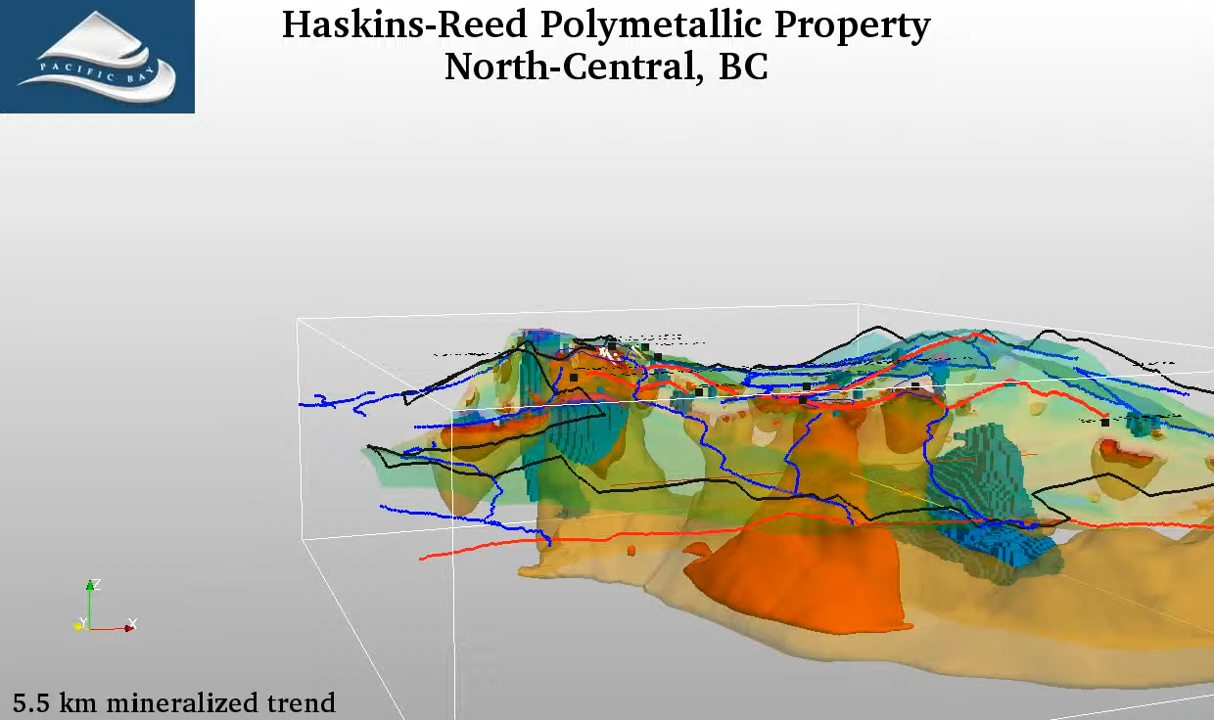 PACIFIC BAY
Haskins-Reed Polymetallic Property
North-Central, BC
Z
Y
X
5.5 km mineralized trend